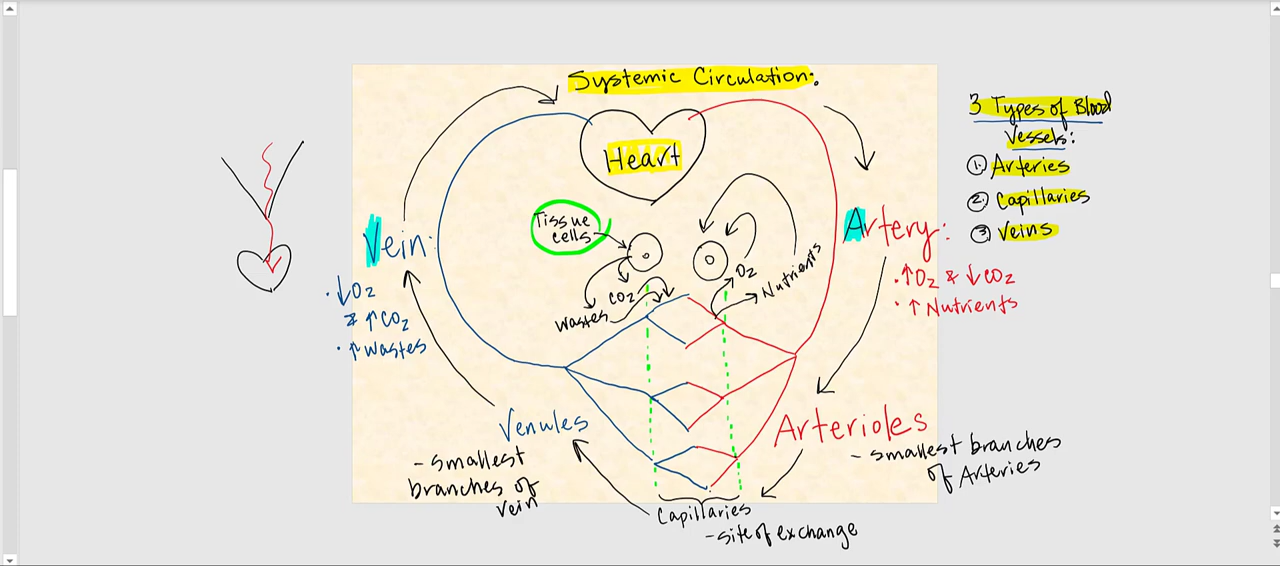 Systemic Circulation:
Heart
Tissue
cells
CO2
Wastes
O2
Nutrients
Vein:
• ↓O2
& ↑CO2
• ↑ Wastes
Artery:
• ↑O2 & ↓CO2
• ↑ Nutrients
Venules
- smallest
branches of
vein
Arterioles
- smallest branches
of Arteries
Capillaries
- site of exchange
3 Types of Blood
Vessels:
① Arteries
② Capillaries
③ Veins